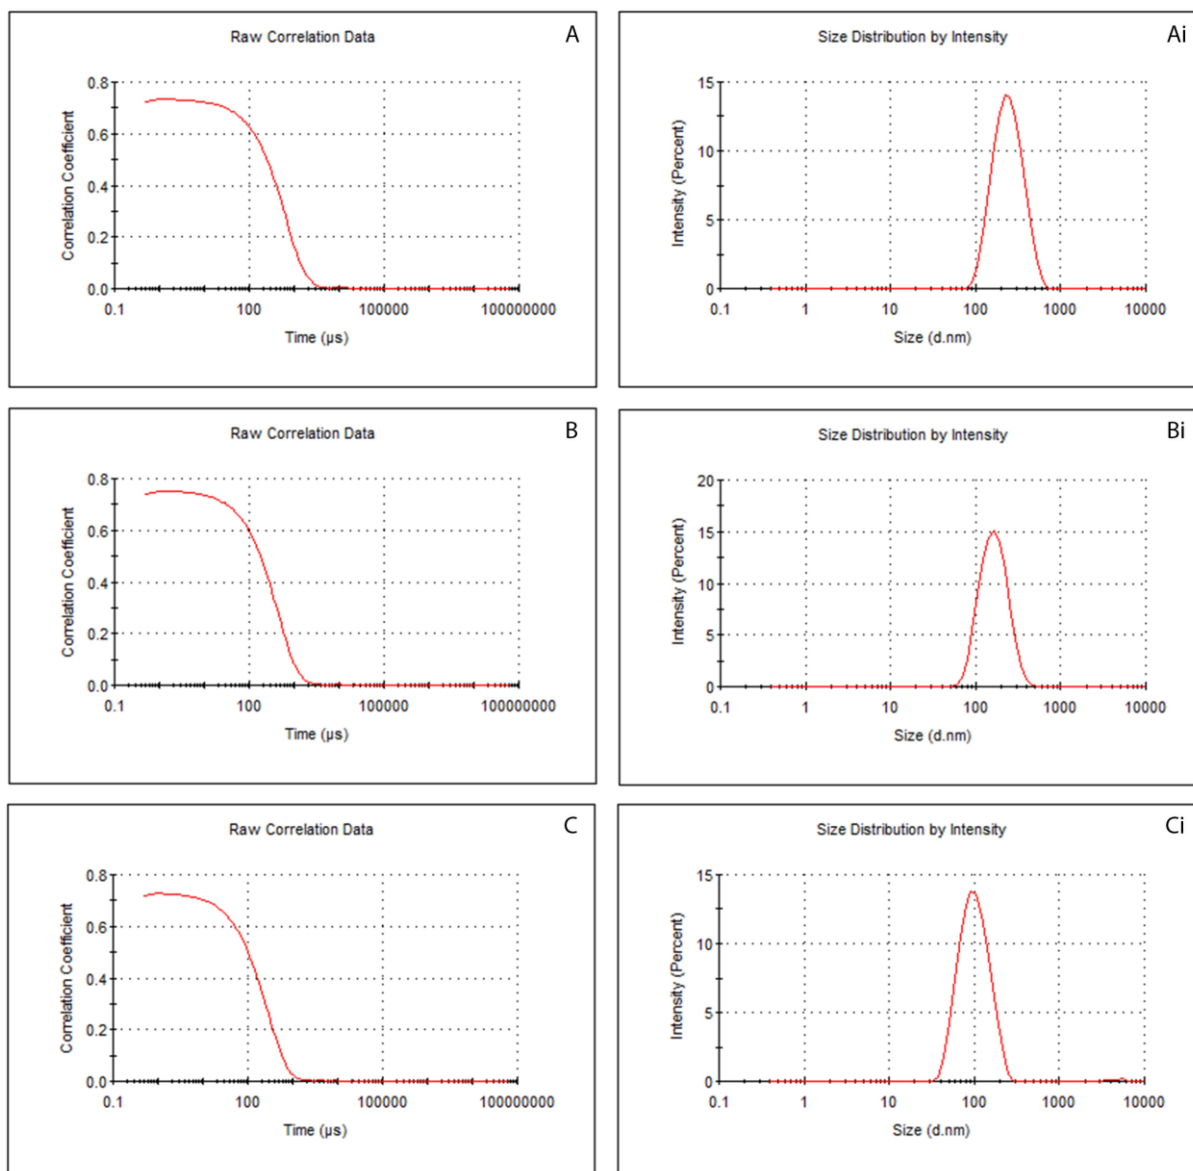 Raw Correlation Data
A
Correlation Coefficient
0.8
0.6
0.4
0.2
0.0
0.1 100 100000 100000000
Time (µs)
Size Distribution by Intensity
Ai
Intensity (Percent)
15
10
5
0
0.1 1 10 100 1000 10000
Size (d.nm)
Raw Correlation Data
B
Correlation Coefficient
0.8
0.6
0.4
0.2
0.0
0.1 100 100000 100000000
Time (µs)
Size Distribution by Intensity
Bi
Intensity (Percent)
20
15
10
5
0
0.1 1 10 100 1000 10000
Size (d.nm)
Raw Correlation Data
C
Correlation Coefficient
0.8
0.6
0.4
0.2
0.0
0.1 100 100000 100000000
Time (µs)
Size Distribution by Intensity
Ci
Intensity (Percent)
15
10
5
0
0.1 1 10 100 1000 10000
Size (d.nm)